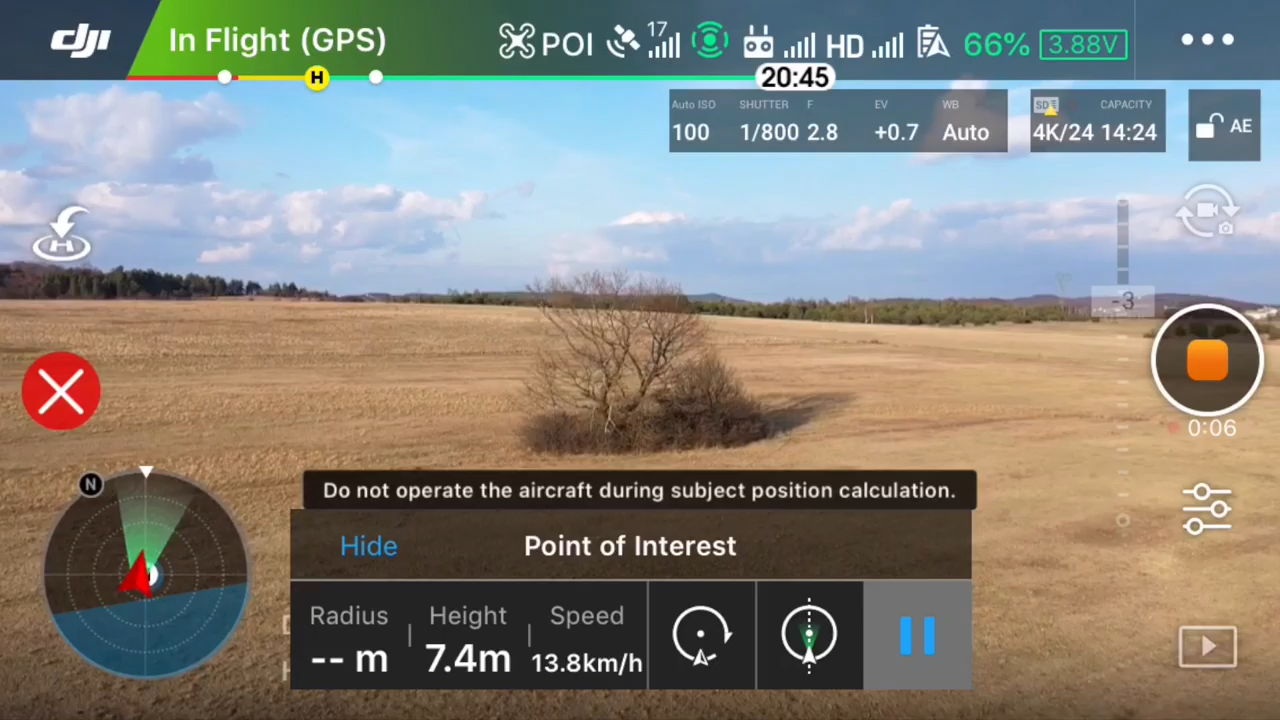 dji In Flight (GPS) POI 17 HD 66% 3.88V
H
20:45
Auto ISO SHUTTER F EV WB SD CAPACITY
100 1/800 2.8 +0.7 Auto 4K/24 14:24 AE
H
-3
0:06
N
Do not operate the aircraft during subject position calculation.
Hide Point of Interest
Radius Height Speed
-- m 7.4m 13.8km/h